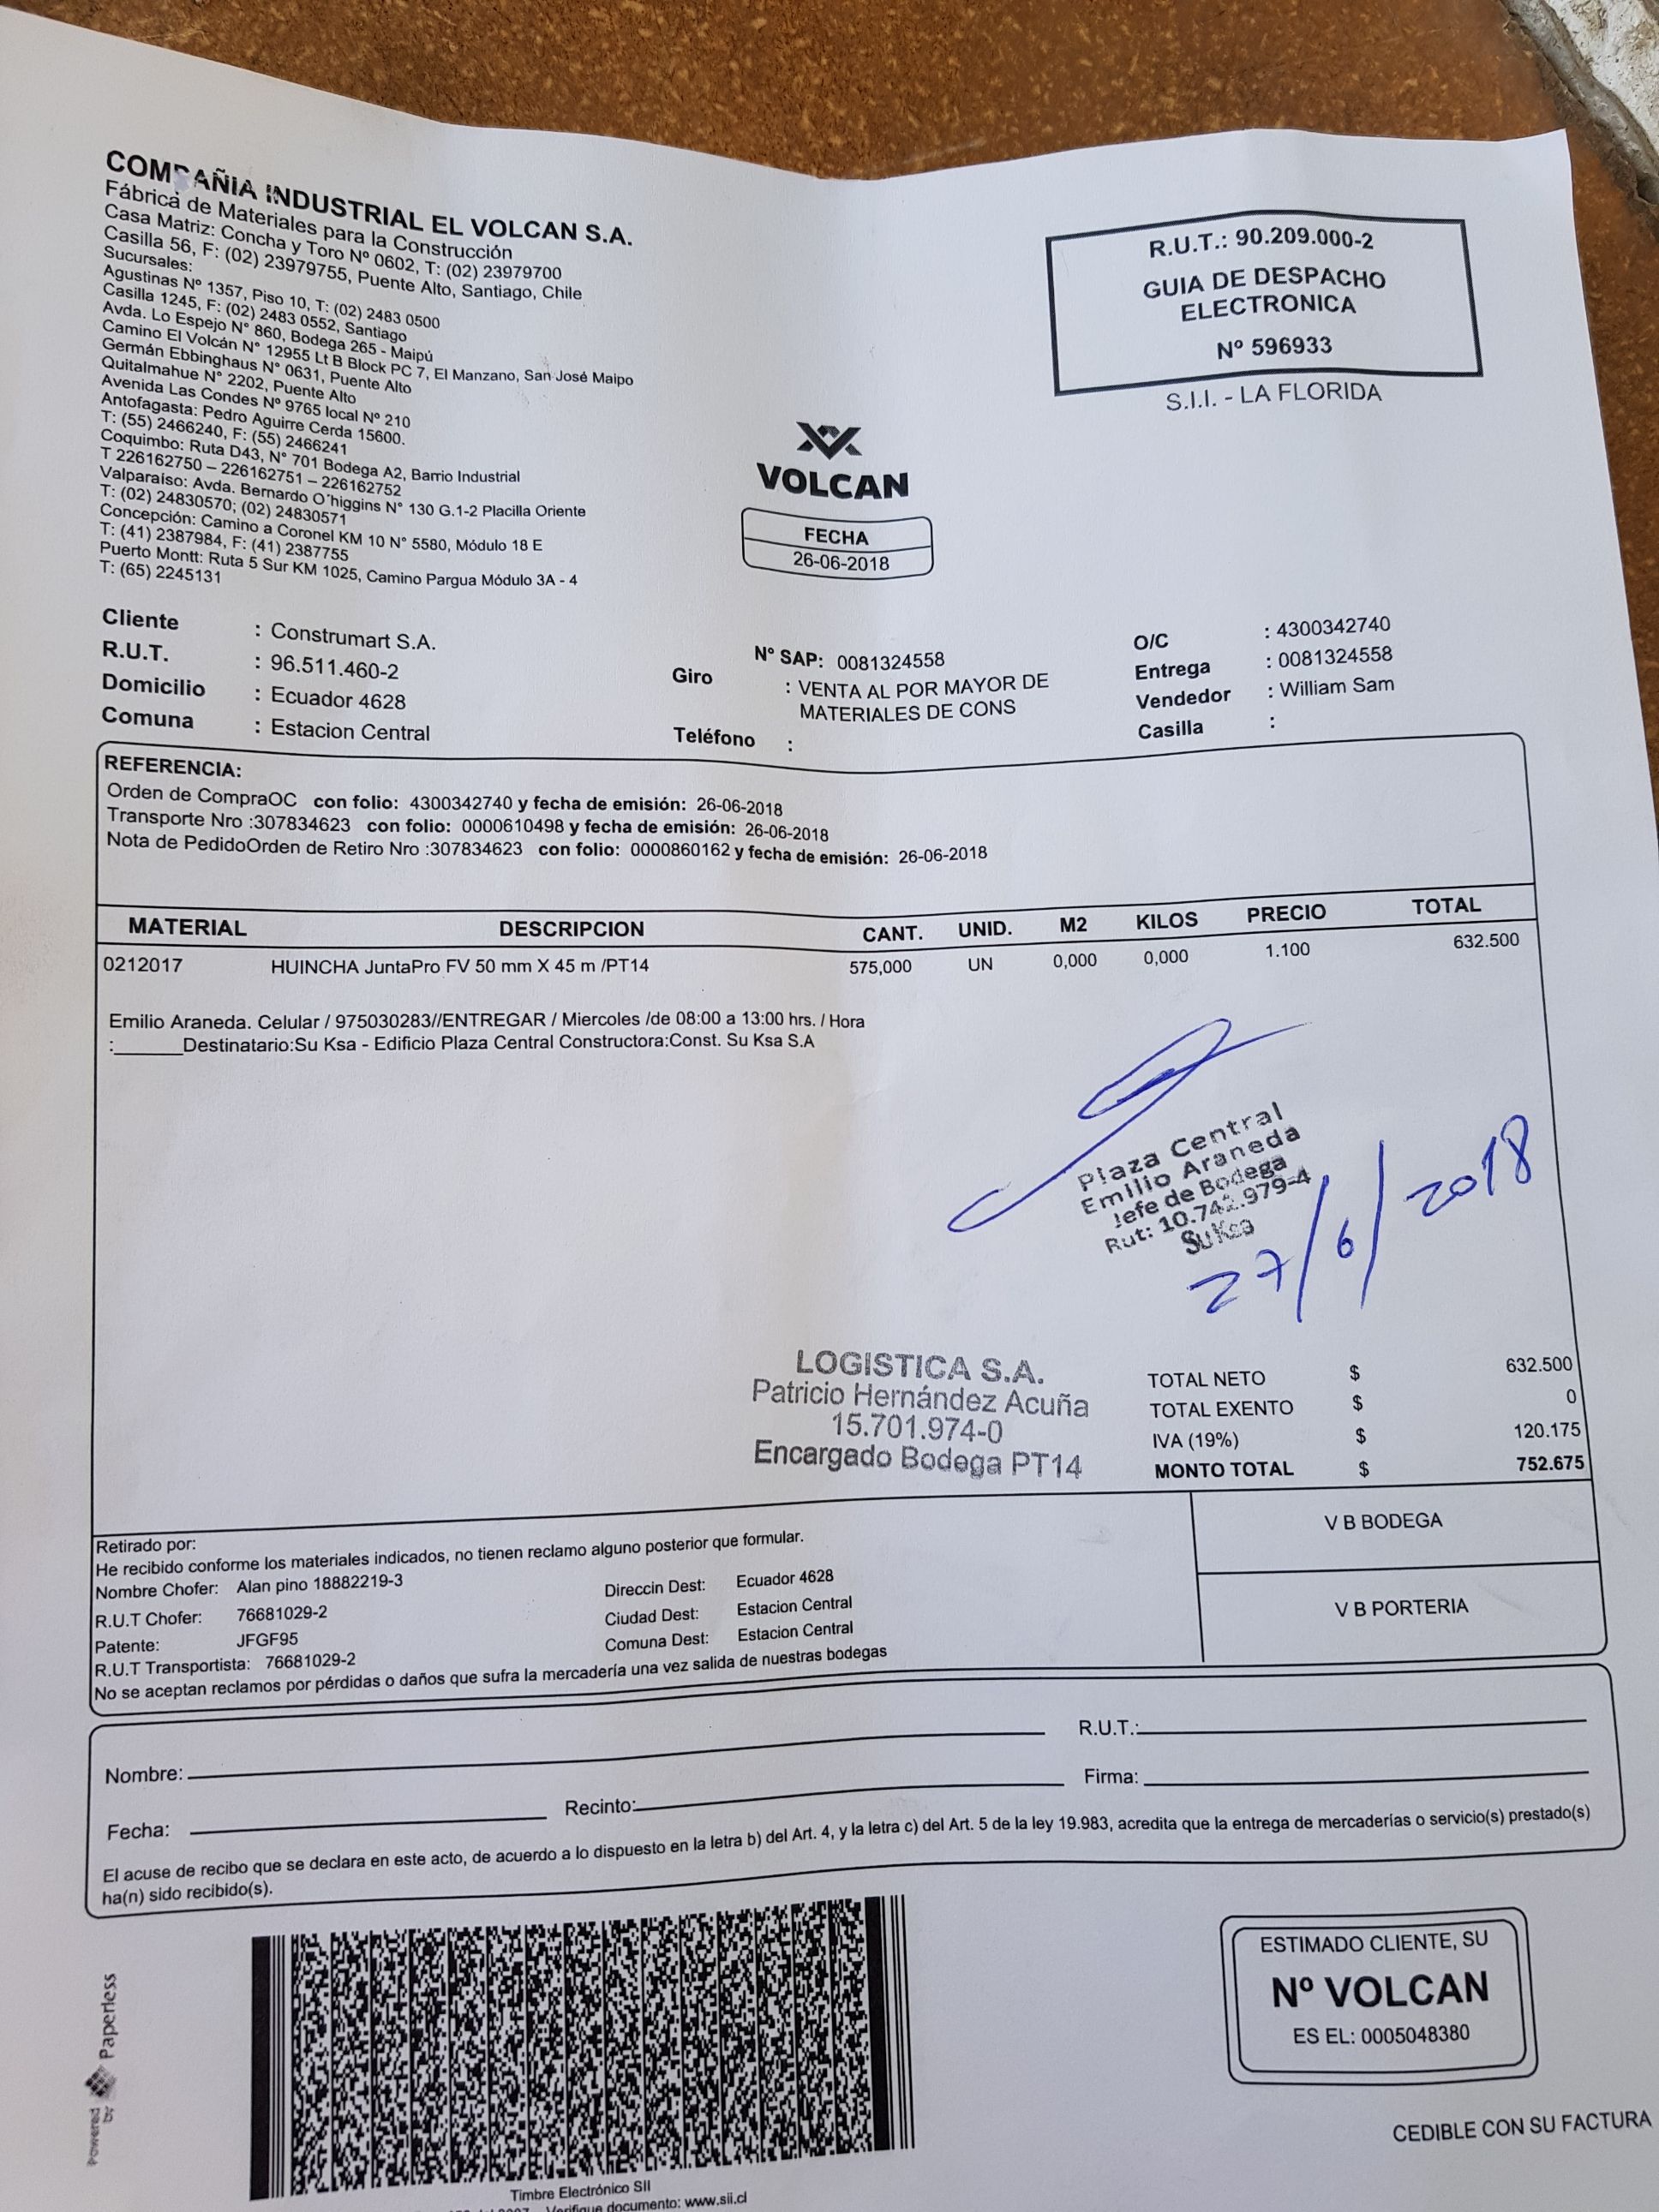 COMPAÑIA INDUSTRIAL EL VOLCAN S.A.
Fábrica de Materiales para la Construcción
Casa Matriz: Concha y Toro Nº 0602, T: (02) 23979700
Casilla 56, F: (02) 23979755, Puente Alto, Santiago, Chile
Sucursales:
Agustinas Nº 1357, Piso 10, T: (02) 2483 0500
Casilla 1245, F: (02) 2483 0552, Santiago
Avda. Lo Espejo N° 860, Bodega 265 - Maipú
Camino El Volcán N° 12955 Lt B Block PC 7, El Manzano, San José Maipo
Germán Ebbinghaus N° 0631, Puente Alto
Quitalmahue N° 2202, Puente Alto
Avenida Las Condes Nº 9765 local Nº 210
Antofagasta: Pedro Aguirre Cerda 15600.
T: (55) 2466240, F: (55) 2466241
Coquimbo: Ruta D43, N° 701 Bodega A2, Barrio Industrial
T 226162750 – 226162751 – 226162752
Valparaíso: Avda. Bernardo O´higgins N° 130 G.1-2 Placilla Oriente
T: (02) 24830570; (02) 24830571
Concepción: Camino a Coronel KM 10 N° 5580, Módulo 18 E
T: (41) 2387984, F: (41) 2387755
Puerto Montt: Ruta 5 Sur KM 1025, Camino Pargua Módulo 3A - 4
T: (65) 2245131
R.U.T.: 90.209.000-2
GUIA DE DESPACHO
ELECTRONICA
Nº 596933
S.I.I. - LA FLORIDA
VOLCAN
FECHA
26-06-2018
Cliente : Construmart S.A.
R.U.T. : 96.511.460-2
Domicilio : Ecuador 4628
Comuna : Estacion Central
N° SAP: 0081324558
Giro : VENTA AL POR MAYOR DE
MATERIALES DE CONS
Teléfono :
O/C : 4300342740
Entrega : 0081324558
Vendedor : William Sam
Casilla :
REFERENCIA:
Orden de CompraOC con folio: 4300342740 y fecha de emisión: 26-06-2018
Transporte Nro :307834623 con folio: 0000610498 y fecha de emisión: 26-06-2018
Nota de PedidoOrden de Retiro Nro :307834623 con folio: 0000860162 y fecha de emisión: 26-06-2018
MATERIAL DESCRIPCION CANT. UNID. M2 KILOS PRECIO TOTAL
0212017 HUINCHA JuntaPro FV 50 mm X 45 m /PT14 575,000 UN 0,000 0,000 1.100 632.500
Emilio Araneda. Celular / 975030283//ENTREGAR / Miercoles /de 08:00 a 13:00 hrs. / Hora
:______Destinatario:Su Ksa - Edificio Plaza Central Constructora:Const. Su Ksa S.A
Plaza Central
Emilio Araneda
Jefe de Bodega
Rut: 10.742.979-4
Su Ksa
27/6/2018
LOGISTICA S.A.
Patricio Hernández Acuña
15.701.974-0
Encargado Bodega PT14
TOTAL NETO $ 632.500
TOTAL EXENTO $ 0
IVA (19%) $ 120.175
MONTO TOTAL $ 752.675
Retirado por:
He recibido conforme los materiales indicados, no tienen reclamo alguno posterior que formular.
Nombre Chofer: Alan pino 18882219-3
R.U.T Chofer: 76681029-2
Patente: JFGF95
R.U.T Transportista: 76681029-2
Direccin Dest: Ecuador 4628
Ciudad Dest: Estacion Central
Comuna Dest: Estacion Central
No se aceptan reclamos por pérdidas o daños que sufra la mercadería una vez salida de nuestras bodegas
V B BODEGA
V B PORTERIA
Nombre: R.U.T.:
Fecha: Recinto: Firma:
El acuse de recibo que se declara en este acto, de acuerdo a lo dispuesto en la letra b) del Art. 4, y la letra c) del Art. 5 de la ley 19.983, acredita que la entrega de mercaderías o servicio(s) prestado(s)
ha(n) sido recibido(s).
Powered by Paperless
Timbre Electrónico SII
Verifique documento: www.sii.cl
ESTIMADO CLIENTE, SU
Nº VOLCAN
ES EL: 0005048380
CEDIBLE CON SU FACTURA